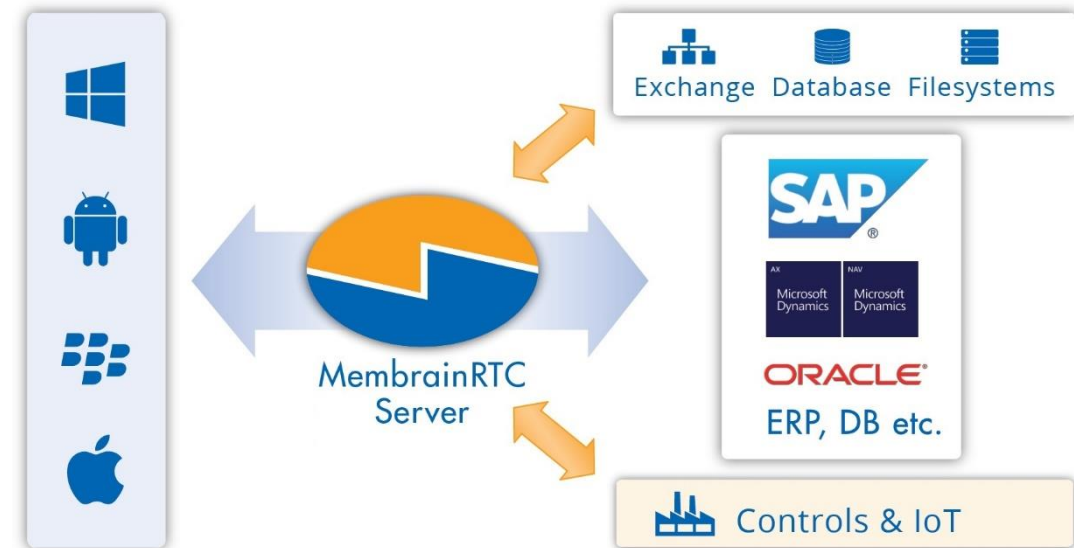 Exchange Database Filesystems
SAP
®
AX NAV
Microsoft Dynamics Microsoft Dynamics
ORACLE®
ERP, DB etc.
MembrainRTC
Server
Controls & IoT